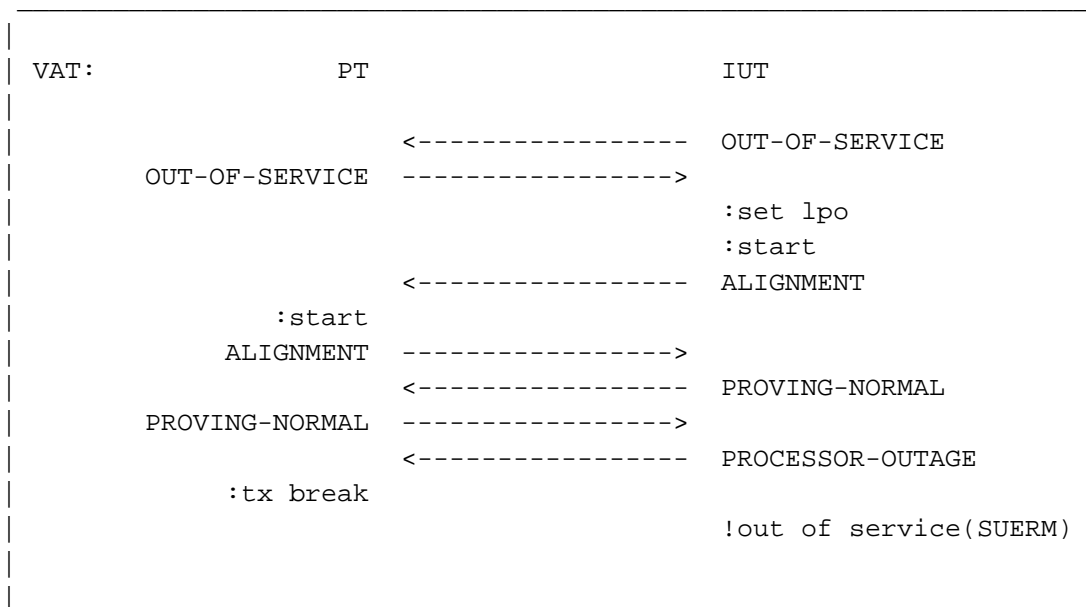 VAT: PT IUT
<----------------- OUT-OF-SERVICE
OUT-OF-SERVICE ----------------->
:set lpo
:start
<----------------- ALIGNMENT
:start
ALIGNMENT ----------------->
<----------------- PROVING-NORMAL
PROVING-NORMAL ----------------->
<----------------- PROCESSOR-OUTAGE
:tx break
!out of service(SUERM)